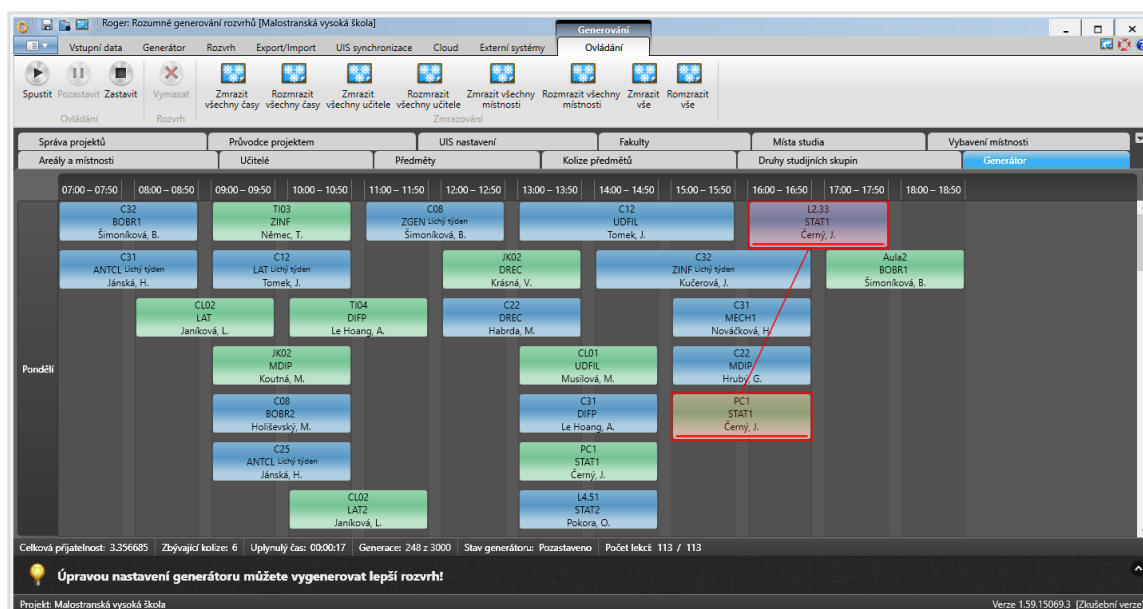 Roger: Rozumné generování rozvrhů [Malostranská vysoká škola]
Generování
Vstupní data Generátor Rozvrh Export/Import UIS synchronizace Cloud Externí systémy Ovládání
Spustit Pozastavit Zastavit Vymazat Zmrazit všechny časy Rozmrazit všechny časy Zmrazit všechny učitele Rozmrazit všechny učitele Zmrazit všechny místnosti Rozmrazit všechny místnosti Zmrazit vše Romzrazit vše
Ovládání Rozvrh Zmrazování
Správa projektů Průvodce projektem UIS nastavení Fakulty Místa studia Vybavení místnosti
Areály a místnosti Učitelé Předměty Kolize předmětů Druhy studijních skupin Generátor
07:00 – 07:50 08:00 – 08:50 09:00 – 09:50 10:00 – 10:50 11:00 – 11:50 12:00 – 12:50 13:00 – 13:50 14:00 – 14:50 15:00 – 15:50 16:00 – 16:50 17:00 – 17:50 18:00 – 18:50
C32 TI03 C08 C12 L2.33
BOBR1 ZINF ZGEN Lichý týden UDFIL STAT1
Šimoníková, B. Němec, T. Šimoníková, B. Tomek, J. Černý, J.
C31 C12 JK02 C32 Aula2
ANTCL Lichý týden LAT Lichý týden DREC ZINF Lichý týden BOBR1
Jánská, H. Tomek, J. Krásná, V. Kučerová, J. Šimoníková, B.
CL02 TI04 C22 C31
LAT DIFP DREC MECH1
Janíková, L. Le Hoang, A. Habrda, M. Nováčková, H.
JK02 CL01 C22
Pondělí MDIP UDFIL MDIP
Koutná, M. Musilová, M. Hrubý, G.
C08 C31 PC1
BOBR2 DIFP STAT1
Holiševský, M. Le Hoang, A. Černý, J.
C25 PC1
ANTCL Lichý týden STAT1
Jánská, H. Černý, J.
CL02 L4.51
LAT2 STAT2
Janíková, L. Pokora, O.
Celková přijatelnost: 3.356685 Zbývající kolize: 6 Uplynulý čas: 00:00:17 Generace: 248 z 3000 Stav generátoru: Pozastaveno Počet lekcí: 113 / 113
Úpravou nastavení generátoru můžete vygenerovat lepší rozvrh!
Projekt: Malostranská vysoká škola Verze 1.59.15069.3 [Zkušební verze]